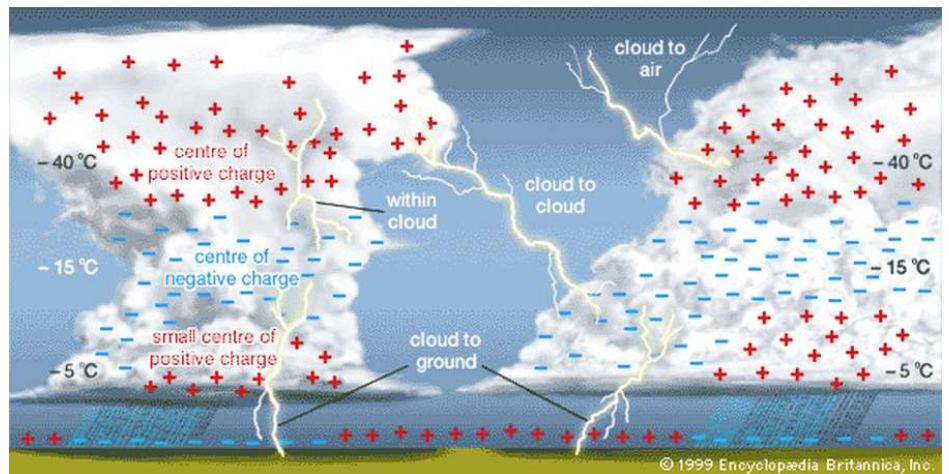 cloud to
air
– 40 °C
centre of
positive charge
within
cloud
cloud to
cloud
– 40 °C
– 15 °C
centre of
negative charge
– 15 °C
small centre of
positive charge
– 5 °C
cloud to
ground
– 5 °C
© 1999 Encyclopædia Britannica, Inc.